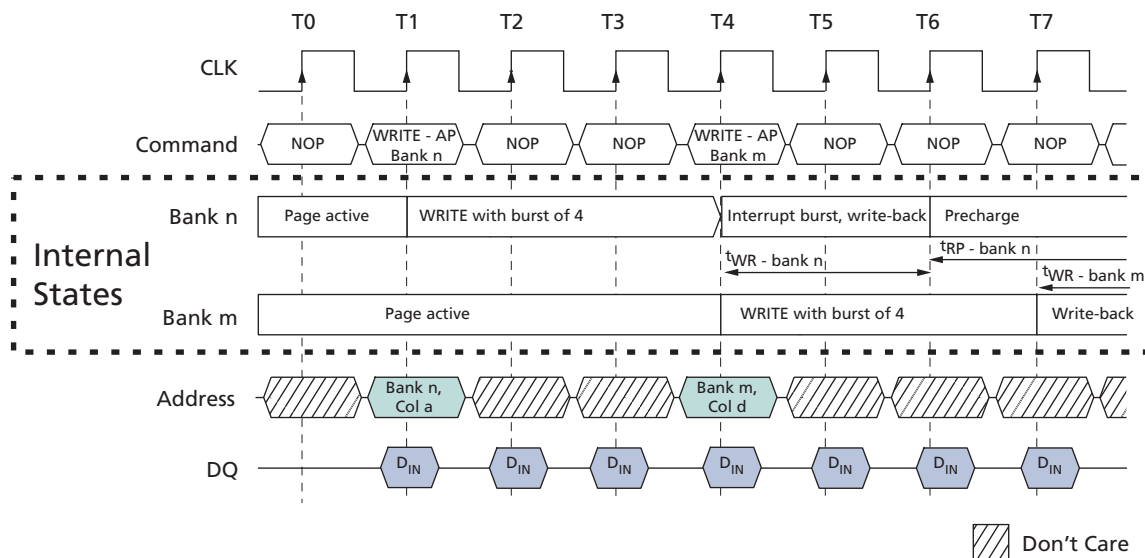 T0 T1 T2 T3 T4 T5 T6 T7
CLK
Command NOP WRITE - AP Bank n NOP NOP WRITE - AP Bank m NOP NOP NOP
Internal States
Bank n Page active WRITE with burst of 4 Interrupt burst, write-back Precharge
tWR - bank n tRP - bank n
tWR - bank m
Bank m Page active WRITE with burst of 4 Write-back
Address Bank n, Col a Bank m, Col d
DQ DIN DIN DIN DIN DIN DIN DIN
Don't Care